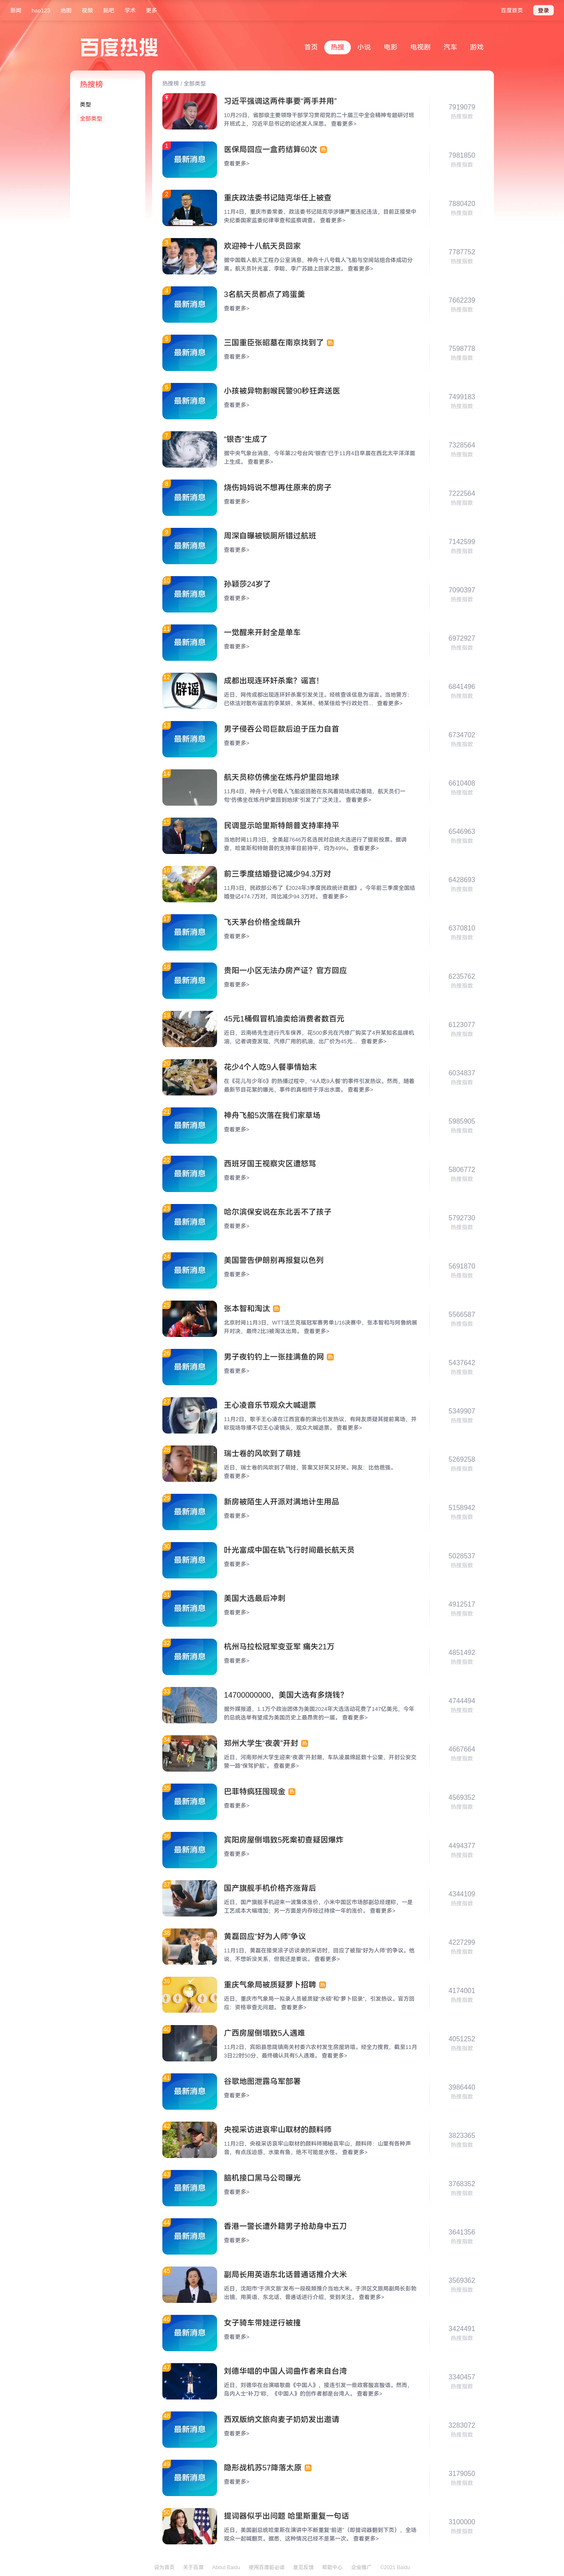 新闻 hao123 地图 视频 贴吧 学术 更多 百度首页 登录
百度热搜
首页 热搜 小说 电影 电视剧 汽车 游戏
热搜榜
类型
全部类型
热搜榜 / 全部类型
习近平强调这两件事要“两手并用”
10月29日，省部级主要领导干部学习贯彻党的二十届三中全会精神专题研讨班
开班式上，习近平总书记的论述发人深思。 查看更多>
7919079
热搜指数
1
最新消息
医保局回应一盒药结算60次 热
查看更多>
7981850
热搜指数
2
重庆政法委书记陆克华任上被查
11月4日，重庆市委常委、政法委书记陆克华涉嫌严重违纪违法，目前正接受中
央纪委国家监委纪律审查和监察调查。 查看更多>
7880420
热搜指数
3
欢迎神十八航天员回家
据中国载人航天工程办公室消息，神舟十八号载人飞船与空间站组合体成功分
离。航天员叶光富、李聪、李广苏踏上回家之旅。 查看更多>
7787752
热搜指数
4
最新消息
3名航天员都点了鸡蛋羹
查看更多>
7662239
热搜指数
5
最新消息
三国重臣张昭墓在南京找到了 热
查看更多>
7598778
热搜指数
6
最新消息
小孩被异物割喉民警90秒狂奔送医
查看更多>
7499183
热搜指数
7
“银杏”生成了
据中央气象台消息，今年第22号台风“银杏”已于11月4日早晨在西北太平洋洋面
上生成。 查看更多>
7328564
热搜指数
8
最新消息
烧伤妈妈说不想再住原来的房子
查看更多>
7222564
热搜指数
9
最新消息
周深自曝被锁厕所错过航班
查看更多>
7142599
热搜指数
10
最新消息
孙颖莎24岁了
查看更多>
7090397
热搜指数
11
最新消息
一觉醒来开封全是单车
查看更多>
6972927
热搜指数
12
辟谣
成都出现连环奸杀案？谣言！
近日，网传成都出现连环奸杀案引发关注。经核查该信息为谣言。当地警方：
已依法对散布谣言的李某妍、朱某林、杨某佳给予行政处罚... 查看更多>
6841496
热搜指数
13
最新消息
男子侵吞公司巨款后迫于压力自首
查看更多>
6734702
热搜指数
14
航天员称仿佛坐在炼丹炉里回地球
11月4日，神舟十八号载人飞船返回舱在东风着陆场成功着陆，航天员们一
句“仿佛坐在炼丹炉里回到地球”引发了广泛关注。 查看更多>
6610408
热搜指数
15
民调显示哈里斯特朗普支持率持平
当地时间11月3日，全美超7646万名选民对总统大选进行了提前投票。据调
查，哈里斯和特朗普的支持率目前持平，均为49%。 查看更多>
6546963
热搜指数
16
前三季度结婚登记减少94.3万对
11月3日，民政部公布了《2024年3季度民政统计数据》。今年前三季度全国结
婚登记474.7万对，同比减少94.3万对。 查看更多>
6428693
热搜指数
17
最新消息
飞天茅台价格全线飙升
查看更多>
6370810
热搜指数
18
最新消息
贵阳一小区无法办房产证？官方回应
查看更多>
6235762
热搜指数
19
45元1桶假冒机油卖给消费者数百元
近日，云南杨先生进行汽车保养，花500多元在汽修厂购买了4升某知名品牌机
油，记者调查发现，汽修厂用的机油，出厂价为45元... 查看更多>
6123077
热搜指数
20
花少4个人吃9人餐事情始末
在《花儿与少年6》的热播过程中，“4人吃9人餐”的事件引发热议。然而，随着
最新节目花絮的曝光，事件的真相终于浮出水面。 查看更多>
6034837
热搜指数
21
最新消息
神舟飞船5次落在我们家草场
查看更多>
5985905
热搜指数
22
最新消息
西班牙国王视察灾区遭怒骂
查看更多>
5806772
热搜指数
23
最新消息
哈尔滨保安说在东北丢不了孩子
查看更多>
5792730
热搜指数
24
最新消息
美国警告伊朗别再报复以色列
查看更多>
5691870
热搜指数
25
张本智和淘汰 热
北京时间11月3日，WTT法兰克福冠军赛男单1/16决赛中，张本智和与阿鲁纳展
开对决，最终2比3被淘汰出局。 查看更多>
5566587
热搜指数
26
最新消息
男子夜钓钓上一张挂满鱼的网 热
查看更多>
5437642
热搜指数
27
王心凌音乐节观众大喊退票
11月2日，歌手王心凌在江西宜春的演出引发热议，有网友质疑其提前离场，并
称现场导播不切王心凌镜头，观众大喊退票。 查看更多>
5349907
热搜指数
28
瑞士卷的风吹到了萌娃
近日，瑞士卷的风吹到了萌娃，答案又好笑又好哭。网友：比他爸强。
查看更多>
5269258
热搜指数
29
最新消息
新房被陌生人开派对满地计生用品
查看更多>
5158942
热搜指数
30
最新消息
叶光富成中国在轨飞行时间最长航天员
查看更多>
5028537
热搜指数
31
最新消息
美国大选最后冲刺
查看更多>
4912517
热搜指数
32
最新消息
杭州马拉松冠军变亚军 痛失21万
查看更多>
4851492
热搜指数
33
14700000000，美国大选有多烧钱？
据外媒报道，1.1万个政治团体为美国2024年大选活动花费了147亿美元，今年
的总统选举有望成为美国历史上最昂贵的一届。 查看更多>
4744494
热搜指数
34
郑州大学生“夜袭”开封 热
近日，河南郑州大学生迎来“夜袭”开封潮，车队凌晨绵延数十公里，开封公安交
警一路“保驾护航”。 查看更多>
4667664
热搜指数
35
最新消息
巴菲特疯狂囤现金 热
查看更多>
4569352
热搜指数
36
最新消息
宾阳房屋倒塌致5死案初查疑因爆炸
查看更多>
4494377
热搜指数
37
国产旗舰手机价格齐涨背后
近日，国产旗舰手机迎来一波集体涨价，小米中国区市场部副总经理称，一是
工艺成本大幅增加，另一方面是内存经过持续一年的涨价。 查看更多>
4344109
热搜指数
38
黄磊回应“好为人师”争议
11月1日，黄磊在接受凉子访谈录的采访时，回应了被指“好为人师”的争议。他
说，不想听没关系，但我还是要说。 查看更多>
4227299
热搜指数
39
重庆气象局被质疑萝卜招聘 热
近日，重庆市气象局一拟录人员被质疑“水硕”和“萝卜招录”，引发热议。官方回
应：资格审查无问题。 查看更多>
4174001
热搜指数
40
广西房屋倒塌致5人遇难
11月2日，宾阳县思陇镇南关村委六农村发生房屋坍塌。经全力搜救，截至11月
3日22时50分，最终确认共有5人遇难。 查看更多>
4051252
热搜指数
41
最新消息
谷歌地图泄露乌军部署
查看更多>
3986440
热搜指数
42
央视采访进哀牢山取材的颜料师
11月2日，央视采访哀牢山取材的颜料师揭秘哀牢山，颜料师：山里有各种声
音、有点压迫感，水里有鱼，绝不可能是水怪。 查看更多>
3823365
热搜指数
43
最新消息
脑机接口黑马公司曝光
查看更多>
3768352
热搜指数
44
最新消息
香港一警长遭外籍男子抢劫身中五刀
查看更多>
3641356
热搜指数
45
副局长用英语东北话普通话推介大米
近日，沈阳市“于洪文旅”发布一段视频推介当地大米。于洪区文旅局副局长彭勃
出镜，用英语、东北话、普通话进行介绍，受到关注。 查看更多>
3569362
热搜指数
46
最新消息
女子骑车带娃逆行被撞
查看更多>
3424491
热搜指数
47
刘德华唱的中国人词曲作者来自台湾
近日，刘德华在台演唱歌曲《中国人》，接连引发一些政客酸言酸语。然而，
岛内人士“补刀”称，《中国人》的创作者都是台湾人。 查看更多>
3340457
热搜指数
48
最新消息
西双版纳文旅向麦子奶奶发出邀请
查看更多>
3283072
热搜指数
49
最新消息
隐形战机苏57降落太原 热
查看更多>
3179050
热搜指数
50
提词器似乎出问题 哈里斯重复一句话
近日，美国副总统哈里斯在演讲中不断重复“前进”（即提词器翻到下页），全场
观众一起喊翻页。据悉，这种情况已经不是第一次。 查看更多>
3100000
热搜指数
设为首页 关于百度 About Baidu 使用百度前必读 意见反馈 帮助中心 企业推广 ©2021 Baidu